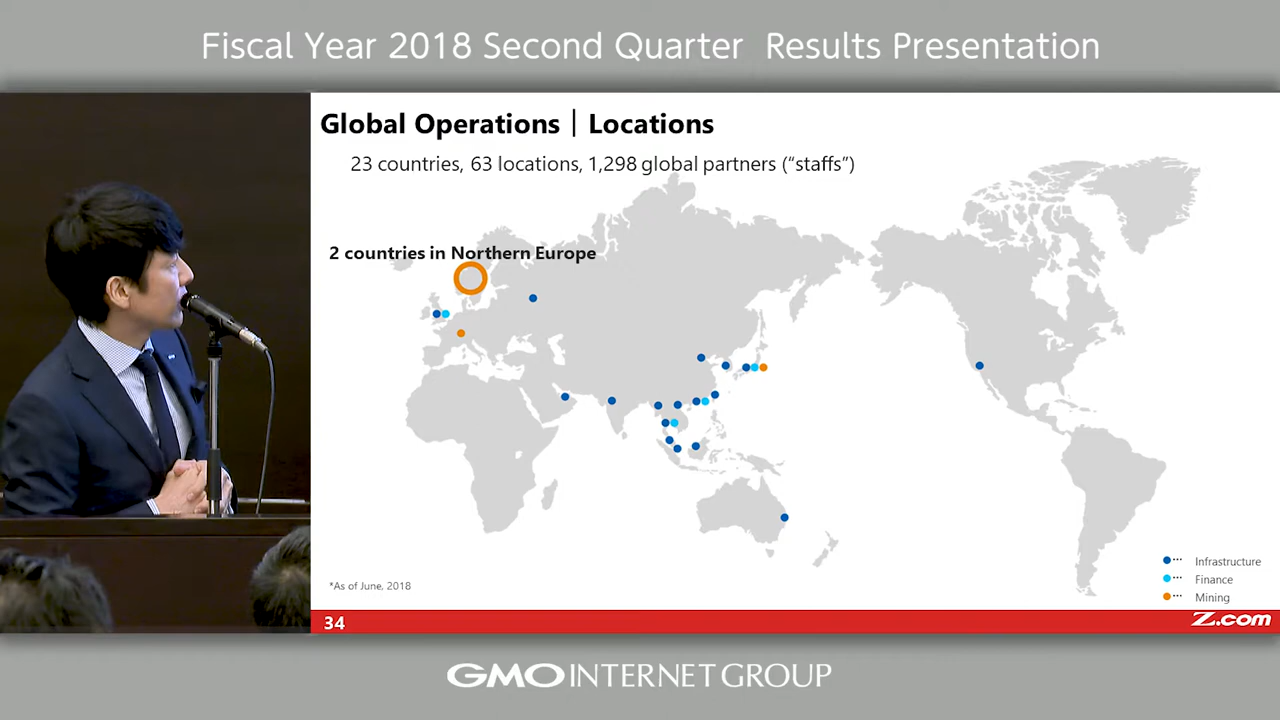 Fiscal Year 2018 Second Quarter Results Presentation
Global Operations | Locations
23 countries, 63 locations, 1,298 global partners (“staffs”)
2 countries in Northern Europe
*As of June, 2018
••• Infrastructure
••• Finance
••• Mining
34
Z.com
GMO INTERNET GROUP